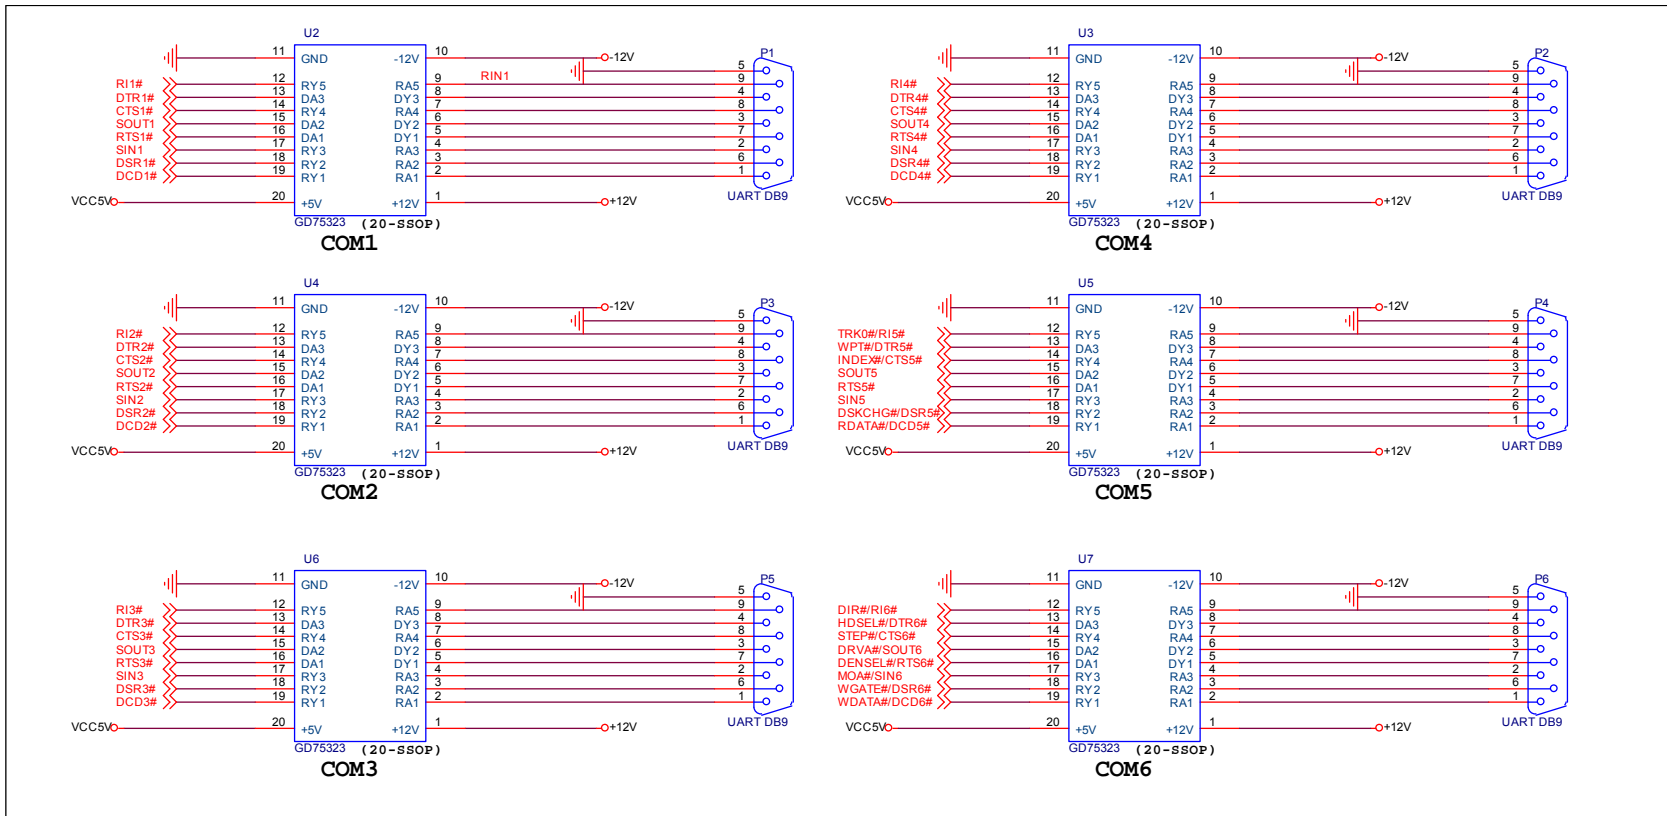 U2
11 GND -12V 10 -12V
P1
5
RI1# 12 RY5 RA5 9 RIN1 9
DTR1# 13 DA3 DY3 8 4
CTS1# 14 RY4 RA4 7 8
SOUT1 15 DA2 DY2 6 3
RTS1# 16 DA1 DY1 5 7
SIN1 17 RY3 RA3 4 2
DSR1# 18 RY2 RA2 3 6
DCD1# 19 RY1 RA1 2 1
UART DB9
VCC5V 20 +5V +12V 1 +12V
GD75323 (20-SSOP)
COM1
U3
11 GND -12V 10 -12V
P2
5
RI4# 12 RY5 RA5 9 9
DTR4# 13 DA3 DY3 8 4
CTS4# 14 RY4 RA4 7 8
SOUT4 15 DA2 DY2 6 3
RTS4# 16 DA1 DY1 5 7
SIN4 17 RY3 RA3 4 2
DSR4# 18 RY2 RA2 3 6
DCD4# 19 RY1 RA1 2 1
UART DB9
VCC5V 20 +5V +12V 1 +12V
GD75323 (20-SSOP)
COM4
U4
11 GND -12V 10 -12V
P3
5
RI2# 12 RY5 RA5 9 9
DTR2# 13 DA3 DY3 8 4
CTS2# 14 RY4 RA4 7 8
SOUT2 15 DA2 DY2 6 3
RTS2# 16 DA1 DY1 5 7
SIN2 17 RY3 RA3 4 2
DSR2# 18 RY2 RA2 3 6
DCD2# 19 RY1 RA1 2 1
UART DB9
VCC5V 20 +5V +12V 1 +12V
GD75323 (20-SSOP)
COM2
U5
11 GND -12V 10 -12V
P4
5
TRK0#/RI5# 12 RY5 RA5 9 9
WPT#/DTR5# 13 DA3 DY3 8 4
INDEX#/CTS5# 14 RY4 RA4 7 8
SOUT5 15 DA2 DY2 6 3
RTS5# 16 DA1 DY1 5 7
SIN5 17 RY3 RA3 4 2
DSKCHG#/DSR5# 18 RY2 RA2 3 6
RDATA#/DCD5# 19 RY1 RA1 2 1
UART DB9
VCC5V 20 +5V +12V 1 +12V
GD75323 (20-SSOP)
COM5
U6
11 GND -12V 10 -12V
P5
5
RI3# 12 RY5 RA5 9 9
DTR3# 13 DA3 DY3 8 4
CTS3# 14 RY4 RA4 7 8
SOUT3 15 DA2 DY2 6 3
RTS3# 16 DA1 DY1 5 7
SIN3 17 RY3 RA3 4 2
DSR3# 18 RY2 RA2 3 6
DCD3# 19 RY1 RA1 2 1
UART DB9
VCC5V 20 +5V +12V 1 +12V
GD75323 (20-SSOP)
COM3
U7
11 GND -12V 10 -12V
P6
5
DIR#/RI6# 12 RY5 RA5 9 9
HDSEL#/DTR6# 13 DA3 DY3 8 4
STEP#/CTS6# 14 RY4 RA4 7 8
DRVA#/SOUT6 15 DA2 DY2 6 3
DENSEL#/RTS6# 16 DA1 DY1 5 7
MOA#/SIN6 17 RY3 RA3 4 2
WGATE#/DSR6# 18 RY2 RA2 3 6
WDATA#/DCD6# 19 RY1 RA1 2 1
UART DB9
VCC5V 20 +5V +12V 1 +12V
GD75323 (20-SSOP)
COM6